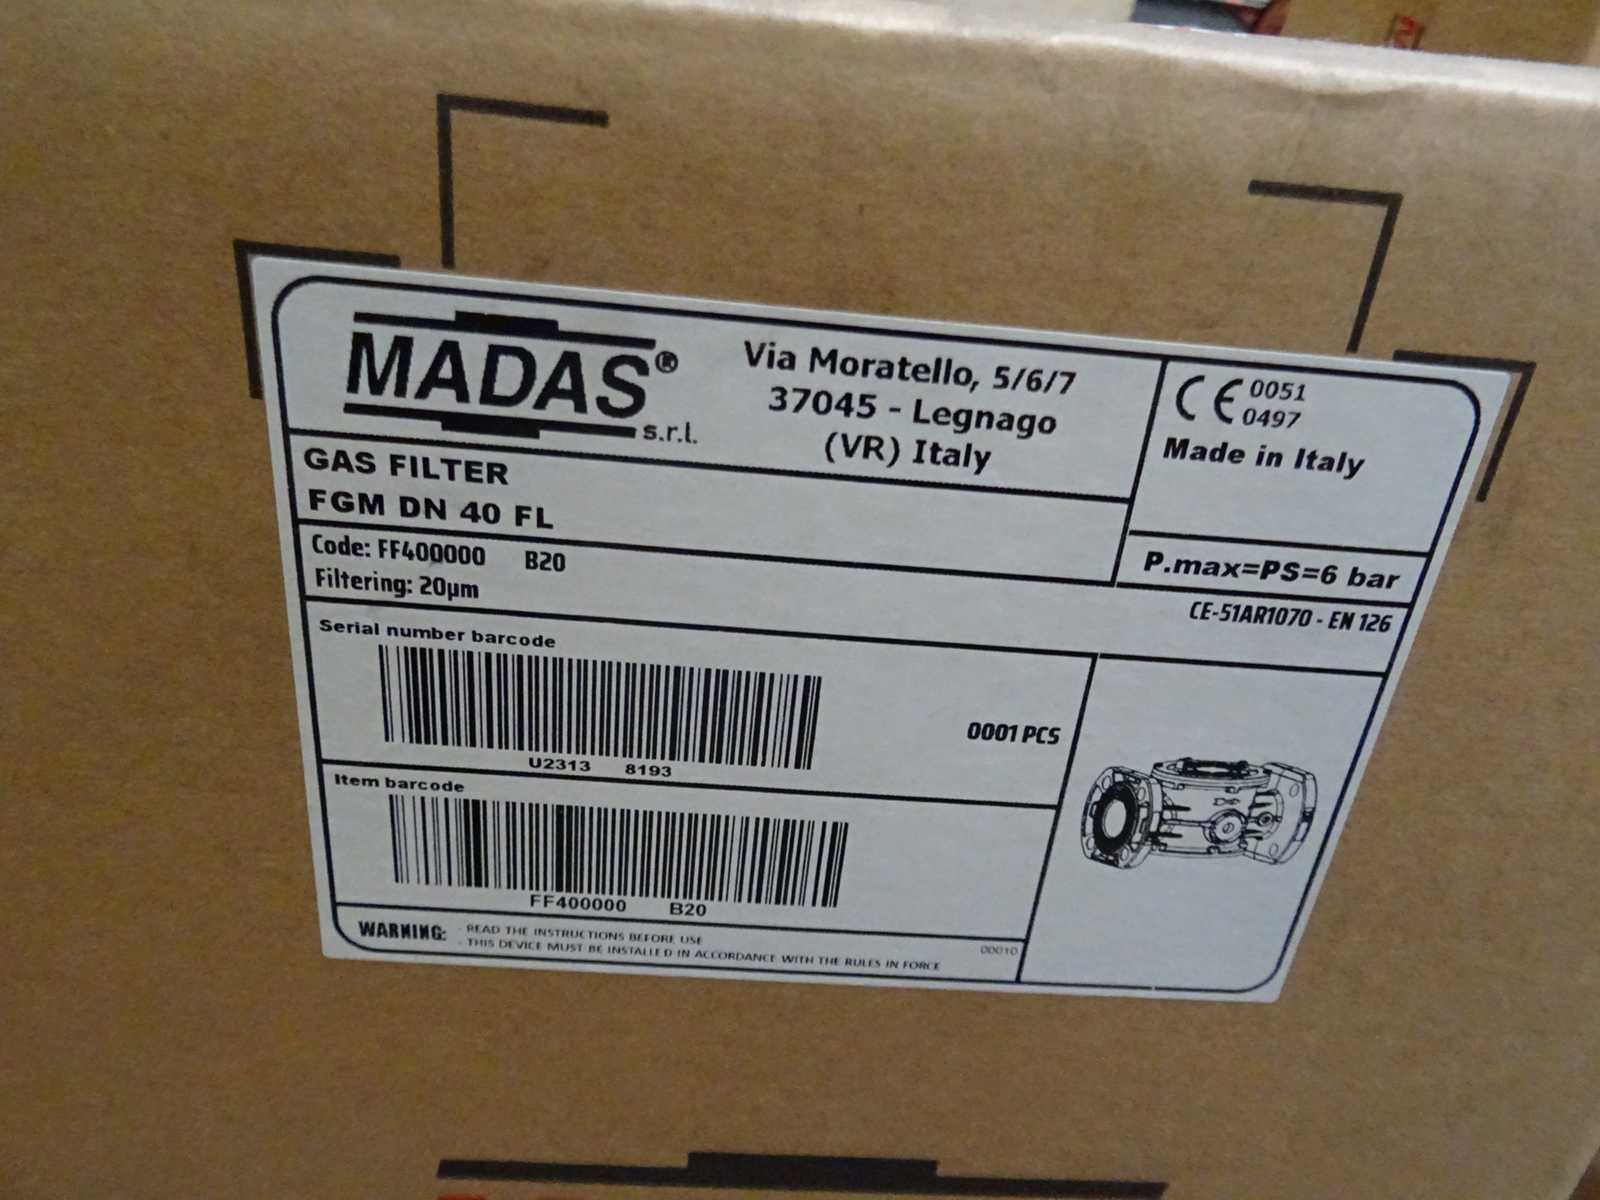 MADAS®
s.r.l.
Via Moratello, 5/6/7
37045 - Legnago
(VR) Italy
CE 0051
0497
Made in Italy
GAS FILTER
FGM DN 40 FL
P.max=PS=6 bar
Code: FF400000 B20
Filtering: 20µm
CE-51AR1070 - EN 126
Serial number barcode
U2313 8193
0001 PCS
Item barcode
FF400000 B20
WARNING: - READ THE INSTRUCTIONS BEFORE USE
- THIS DEVICE MUST BE INSTALLED IN ACCORDANCE WITH THE RULES IN FORCE
00010